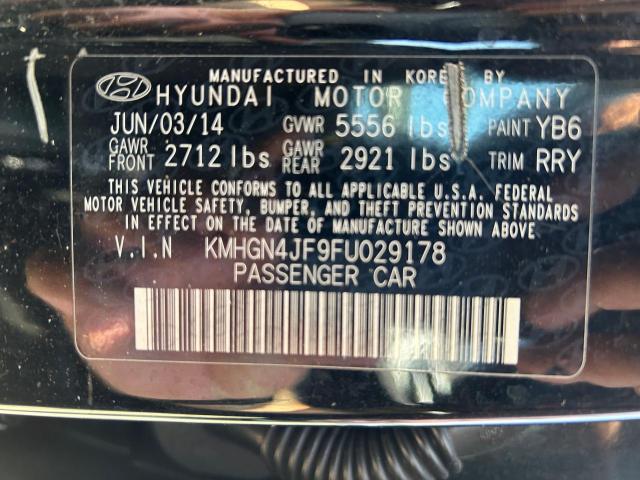 MANUFACTURED IN KOREA BY
HYUNDAI MOTOR COMPANY
JUN/03/14 GVWR 5556 lbs PAINT YB6
GAWR FRONT 2712 lbs GAWR REAR 2921 lbs TRIM RRY
THIS VEHICLE CONFORMS TO ALL APPLICABLE U.S.A. FEDERAL
MOTOR VEHICLE SAFETY, BUMPER, AND THEFT PREVENTION STANDARDS
IN EFFECT ON THE DATE OF MANUFACTURE SHOWN ABOVE.
V.I.N KMHGN4JF9FU029178
PASSENGER CAR